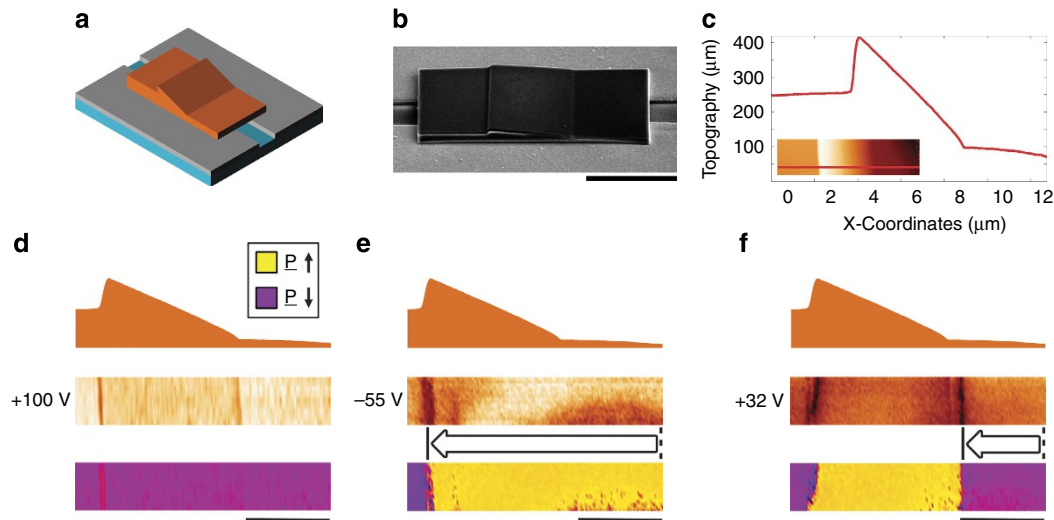 a
b
c
Topography (μm)
400
300
200
100
0 2 4 6 8 10 12
X-Coordinates (μm)
d
P ↑
P ↓
e
f
+100 V
–55 V
+32 V